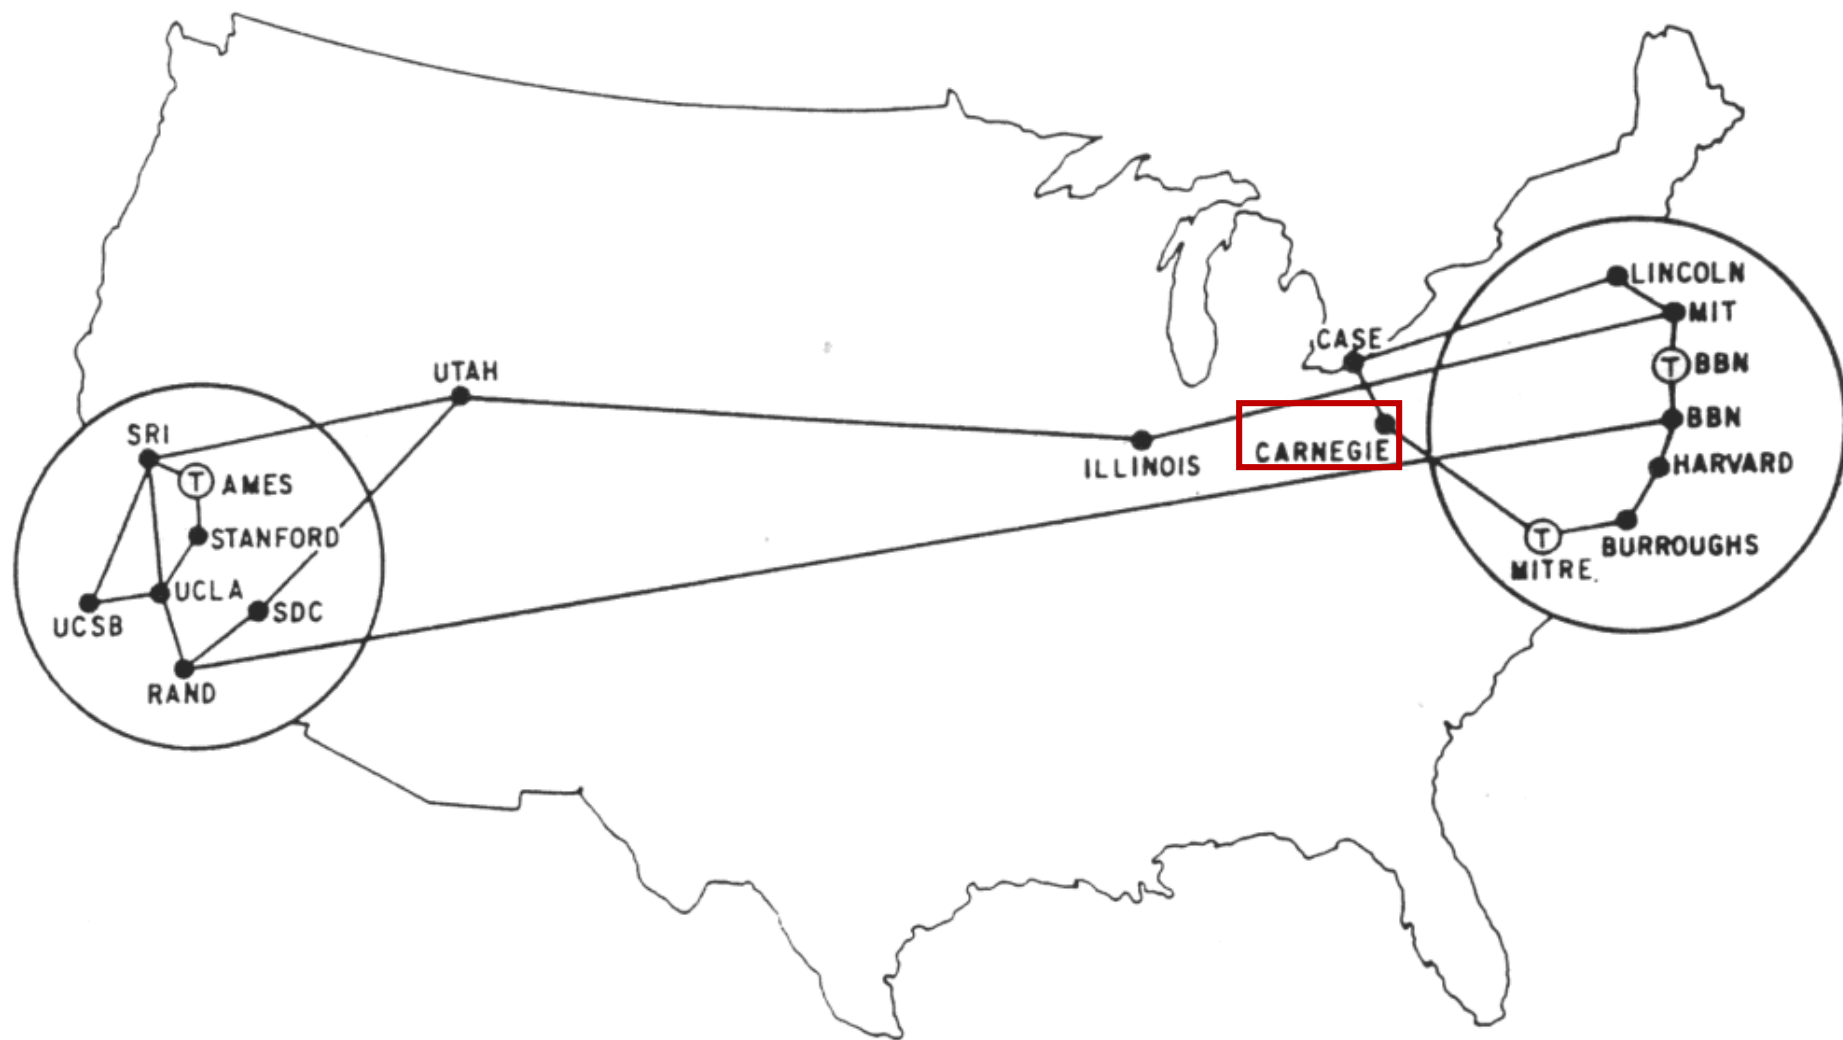 LINCOLN
MIT
CASE
T BBN
UTAH
BBN
SRI
ILLINOIS
CARNEGIE
HARVARD
T AMES
STANFORD
T
MITRE.
BURROUGHS
UCLA
SDC
UCSB
RAND